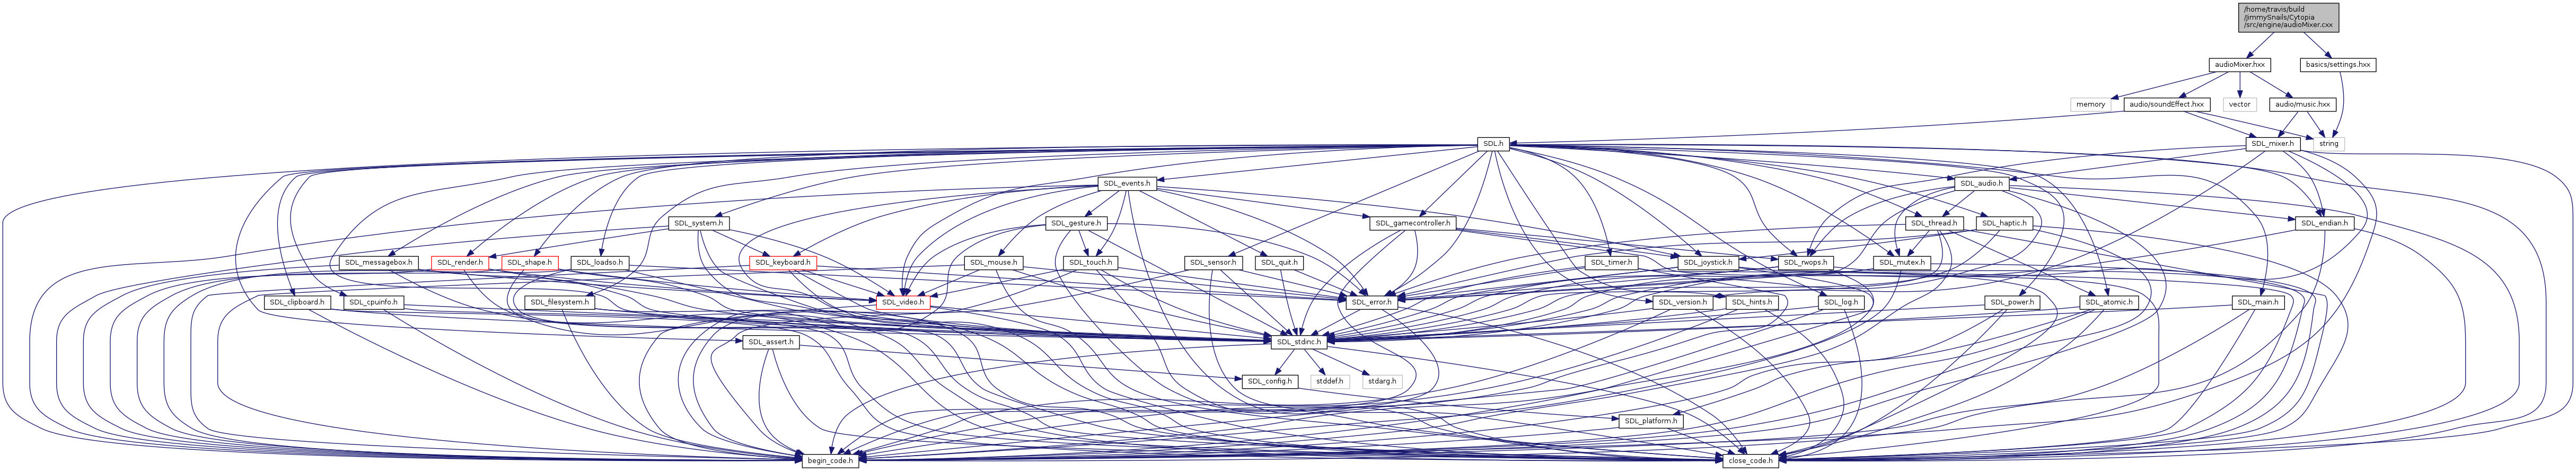 /home/travis/build
/JimmySnails/Cytopia
/src/engine/audioMixer.cxx
audioMixer.hxx
basics/settings.hxx
memory
audio/soundEffect.hxx
vector
audio/music.hxx
SDL.h
SDL_mixer.h
string
SDL_events.h
SDL_audio.h
SDL_system.h
SDL_gesture.h
SDL_gamecontroller.h
SDL_thread.h
SDL_haptic.h
SDL_endian.h
SDL_messagebox.h
SDL_render.h
SDL_shape.h
SDL_loadso.h
SDL_keyboard.h
SDL_mouse.h
SDL_touch.h
SDL_sensor.h
SDL_quit.h
SDL_timer.h
SDL_joystick.h
SDL_rwops.h
SDL_mutex.h
SDL_clipboard.h
SDL_cpuinfo.h
SDL_filesystem.h
SDL_video.h
SDL_error.h
SDL_version.h
SDL_hints.h
SDL_log.h
SDL_power.h
SDL_atomic.h
SDL_main.h
SDL_assert.h
SDL_stdinc.h
SDL_config.h
stddef.h
stdarg.h
SDL_platform.h
begin_code.h
close_code.h